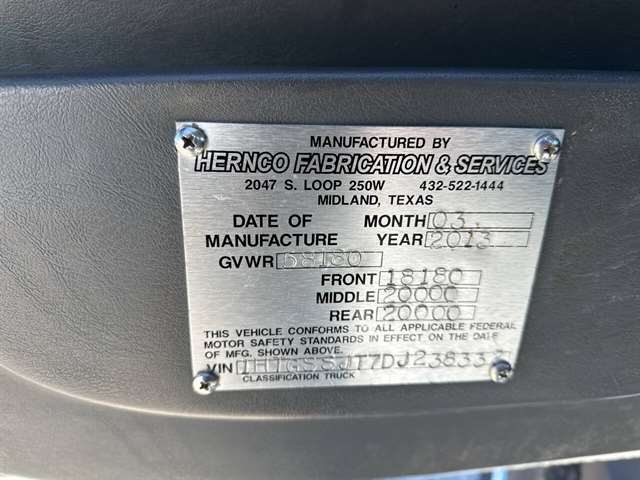 MANUFACTURED BY
HERNCO FABRICATION & SERVICES
2047 S. LOOP 250W 432-522-1444
MIDLAND, TEXAS
DATE OF MONTH 03
MANUFACTURE YEAR 2013
GVWR 58180
FRONT 18180
MIDDLE 20000
REAR 20000
THIS VEHICLE CONFORMS TO ALL APPLICABLE FEDERAL
MOTOR SAFETY STANDARDS IN EFFECT ON THE DATE
OF MFG. SHOWN ABOVE.
VIN
CLASSIFICATION TRUCK